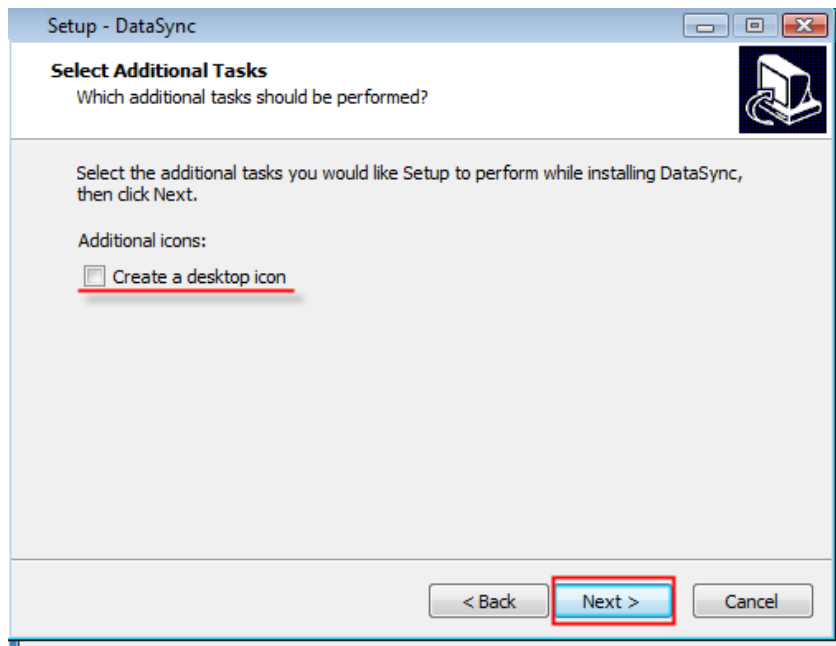 Setup - DataSync
Select Additional Tasks
Which additional tasks should be performed?
Select the additional tasks you would like Setup to perform while installing DataSync,
then click Next.
Additional icons:
Create a desktop icon
< Back Next > Cancel